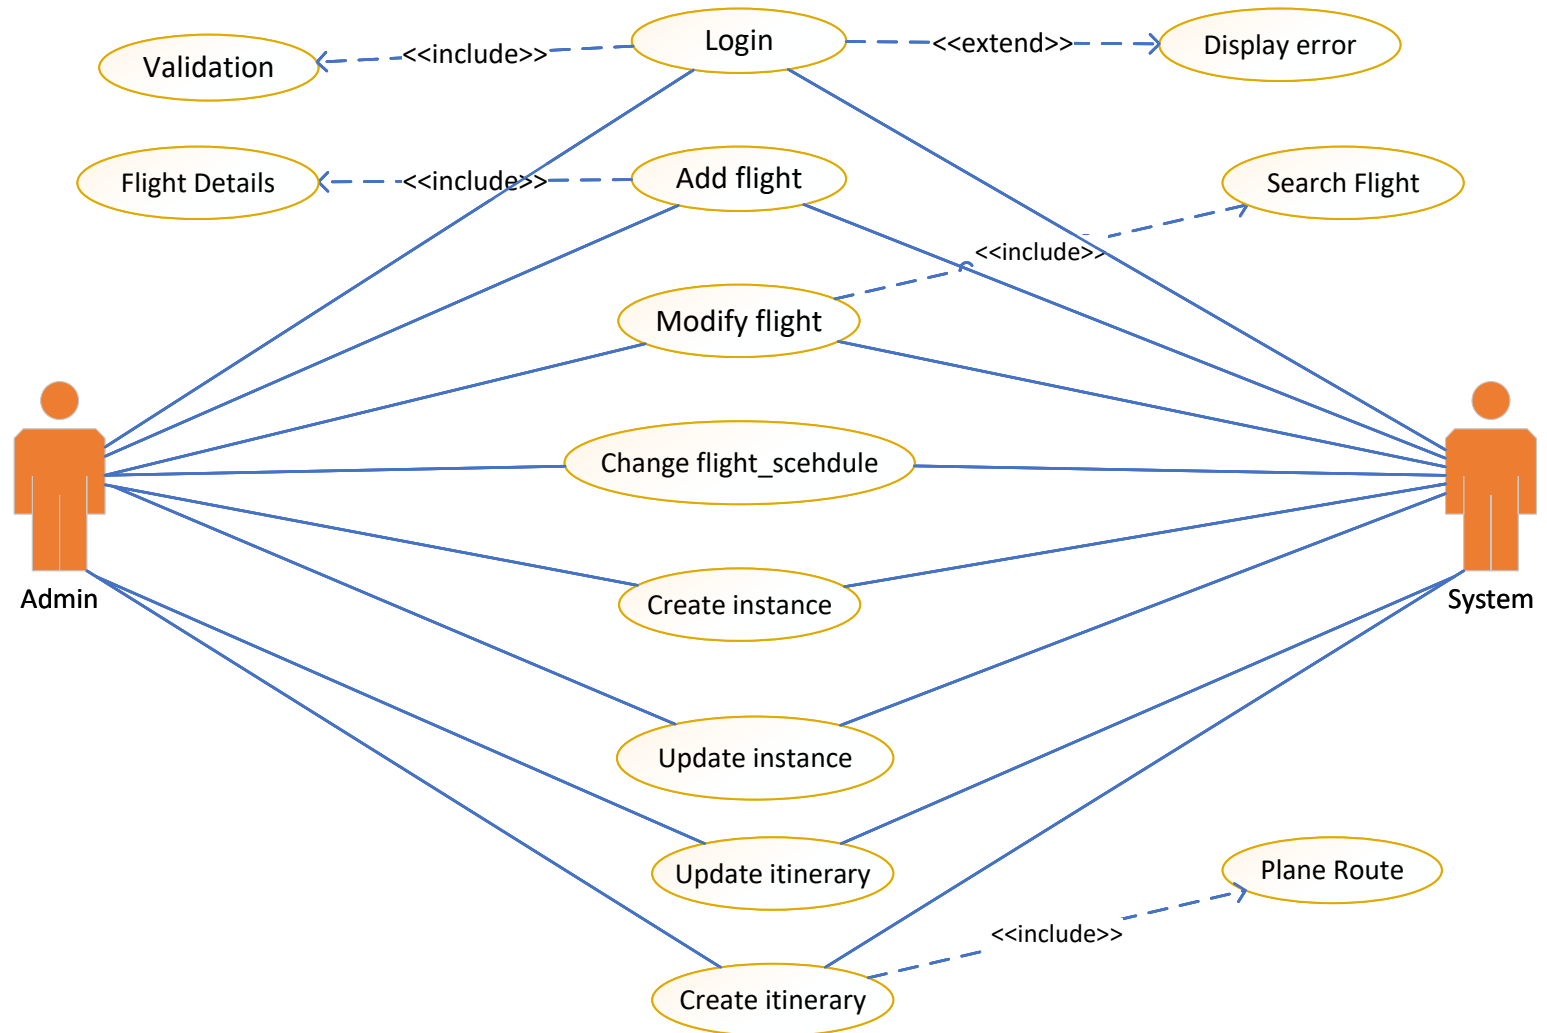 Login
<<include>>
<<extend>>
Display error
Validation
Add flight
Flight Details
<<include>>
Search Flight
<<include>>
Modify flight
Change flight_scehdule
Admin
Create instance
System
Update instance
Update itinerary
Plane Route
<<include>>
Create itinerary